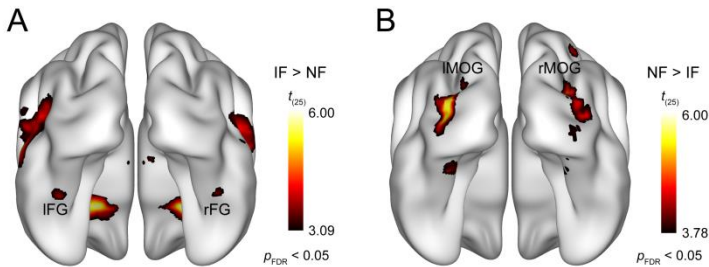 A
IF > NF
t(25)
6.00
3.09
pFDR < 0.05
lFG
rFG
B
lMOG
rMOG
NF > IF
t(25)
6.00
3.78
pFDR < 0.05